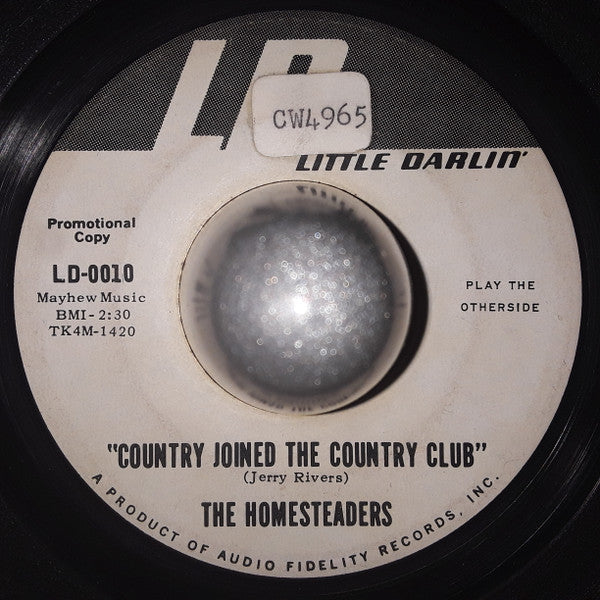 LD
CW4965
LITTLE DARLIN'
Promotional
Copy
LD-0010
Mayhew Music
BMI-2:30
TK4M-1420
PLAY THE
OTHERSIDE
"COUNTRY JOINED THE COUNTRY CLUB"
(Jerry Rivers)
THE HOMESTEADERS
A PRODUCT OF AUDIO FIDELITY RECORDS, INC.